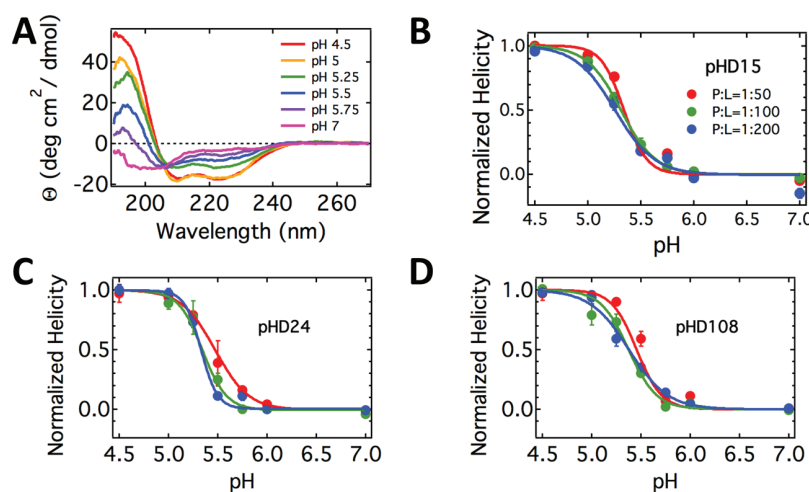 A
Θ (deg cm² / dmol)
40
20
0
-20
pH 4.5
pH 5
pH 5.25
pH 5.5
pH 5.75
pH 7
200 220 240 260
Wavelength (nm)
B
Normalized Helicity
1.0
0.5
0.0
pHD15
P:L=1:50
P:L=1:100
P:L=1:200
4.5 5.0 5.5 6.0 6.5 7.0
pH
C
Normalized Helicity
1.0
0.5
0.0
pHD24
4.5 5.0 5.5 6.0 6.5 7.0
pH
D
Normalized Helicity
1.0
0.5
0.0
pHD108
4.5 5.0 5.5 6.0 6.5 7.0
pH